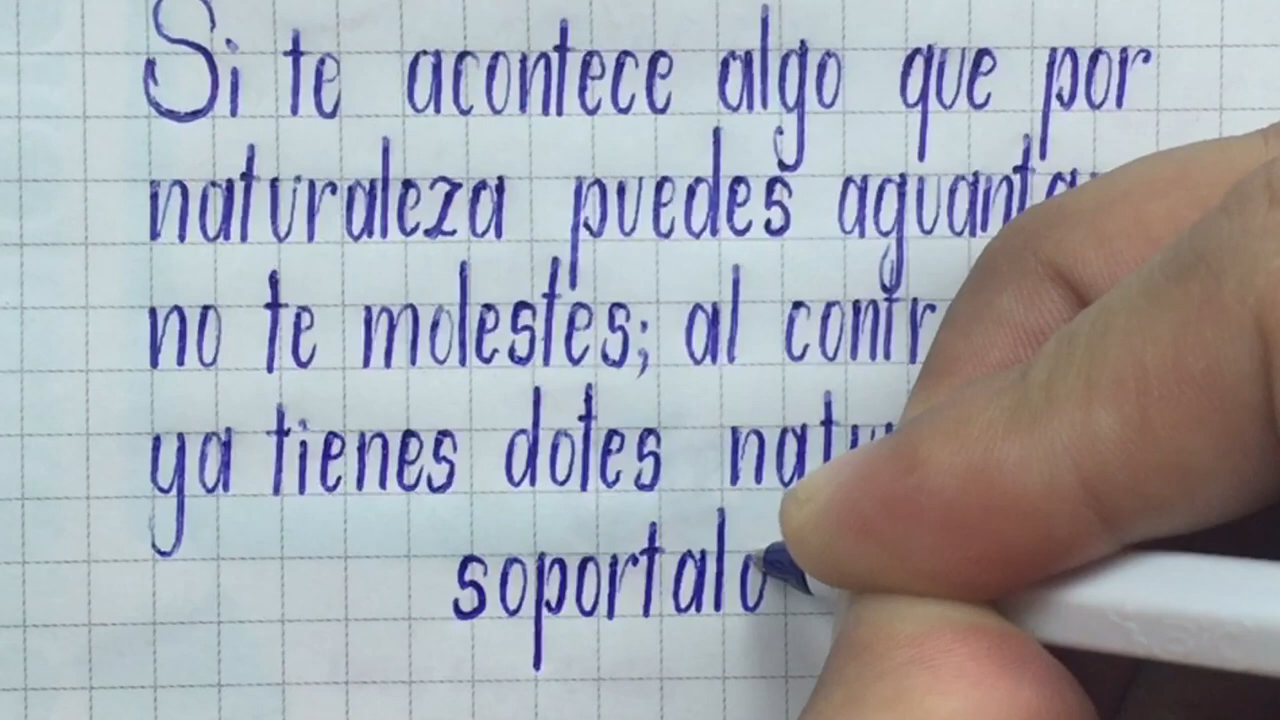 Si te acontece algo que por
naturaleza puedes
no te molestes; al
ya tienes dotes
soportalo